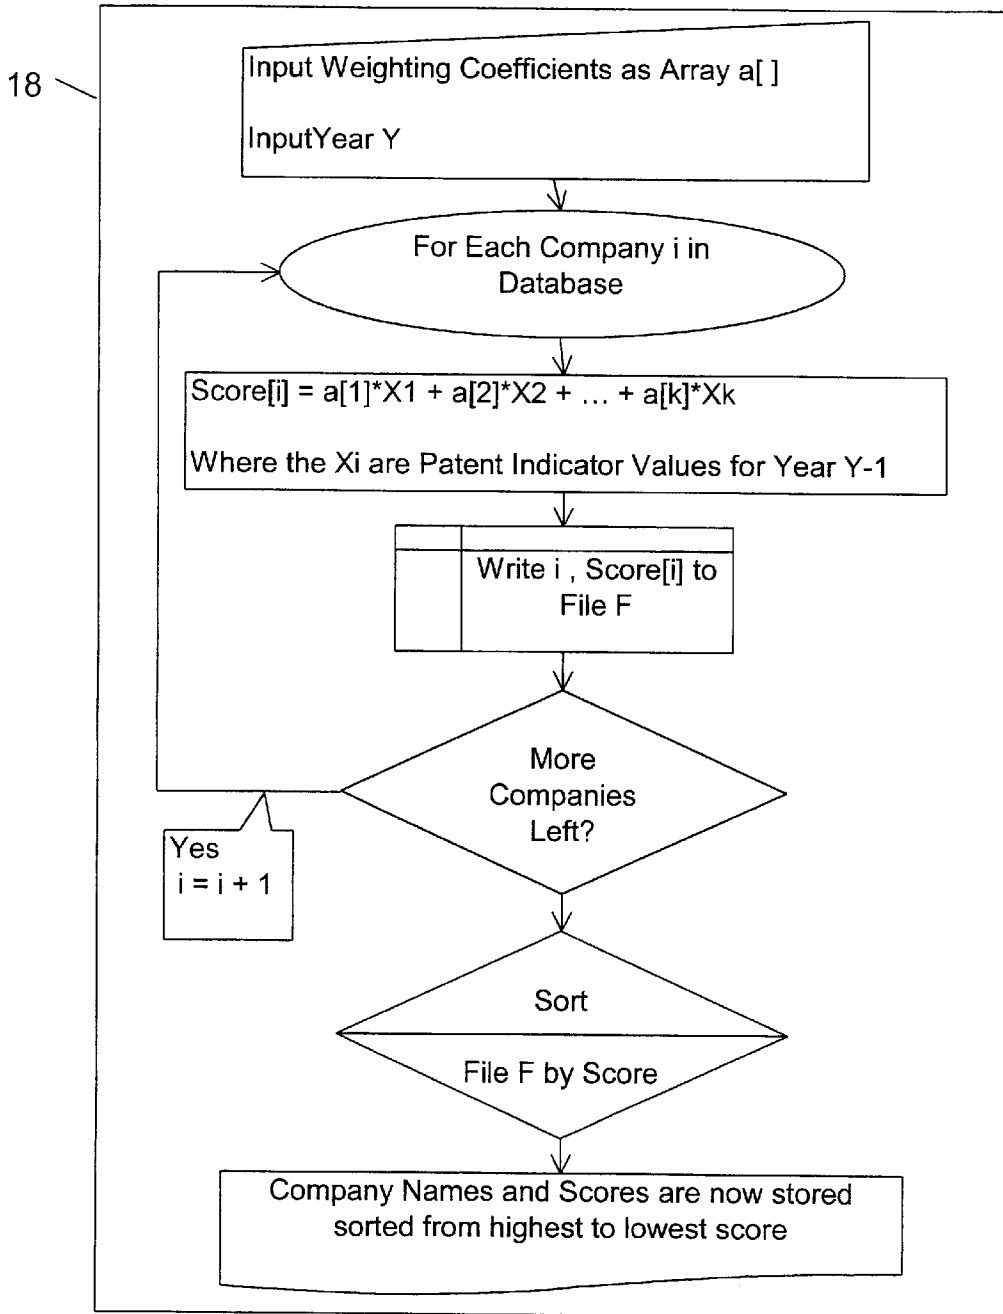 18
Input Weighting Coefficients as Array a[ ]
InputYear Y
For Each Company i in
Database
Score[i] = a[1]*X1 + a[2]*X2 + ... + a[k]*Xk
Where the Xi are Patent Indicator Values for Year Y-1
Write i , Score[i] to
File F
More
Companies
Left?
Yes
i = i + 1
Sort
File F by Score
Company Names and Scores are now stored
sorted from highest to lowest score